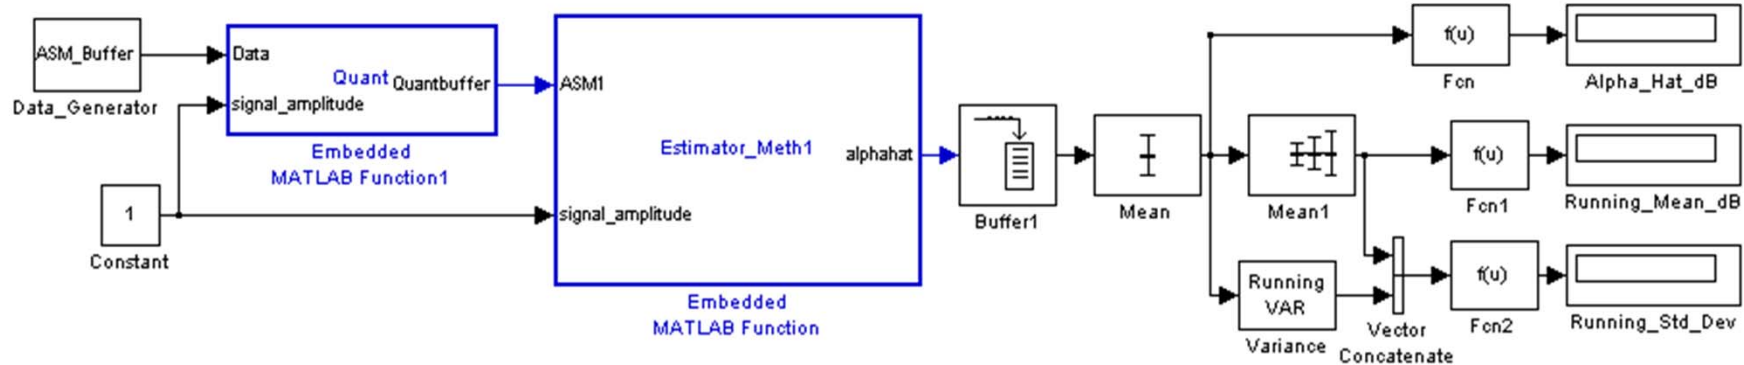 ASM_Buffer
Data_Generator
1
Constant
Data
signal_amplitude
Quant
Quantbuffer
Embedded
MATLAB Function1
ASM1
signal_amplitude
Estimator_Meth1
alphahat
Embedded
MATLAB Function
Buffer1
Mean
Mean1
Running
VAR
Variance
Vector
Concatenate
f(u)
Fcn
Alpha_Hat_dB
f(u)
Fcn1
Running_Mean_dB
f(u)
Fcn2
Running_Std_Dev